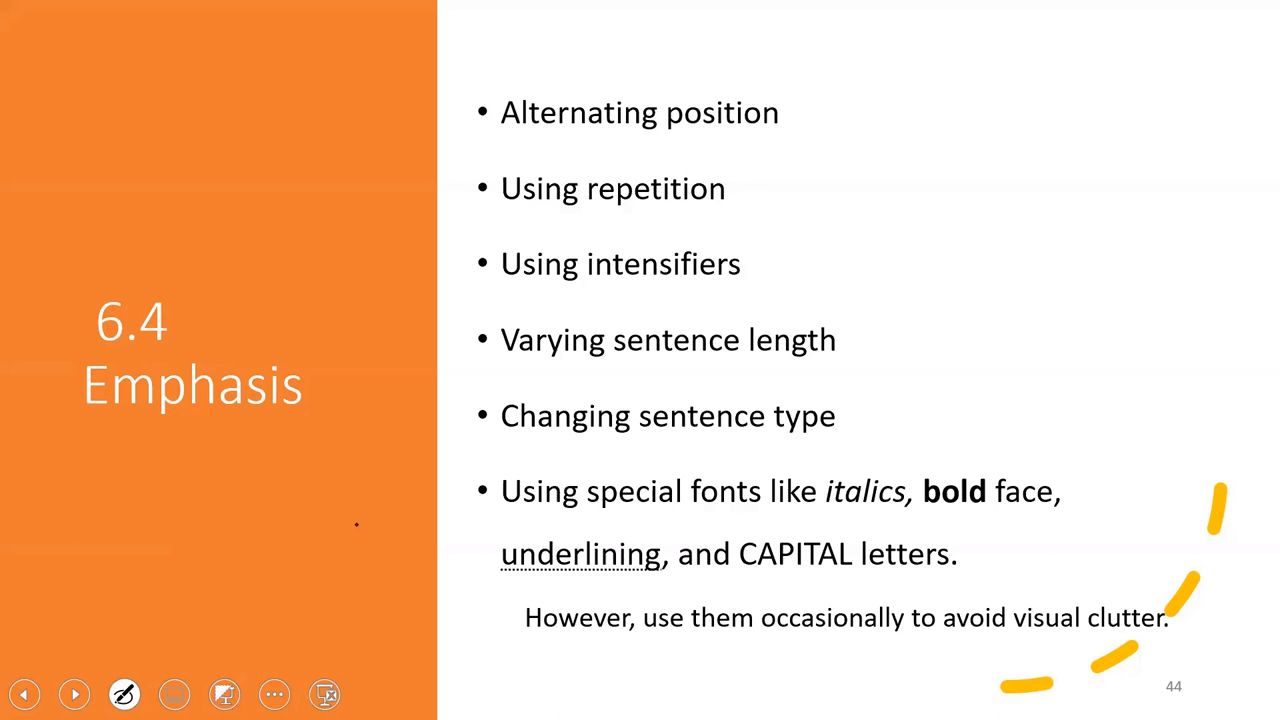 6.4
Emphasis
• Alternating position
• Using repetition
• Using intensifiers
• Varying sentence length
• Changing sentence type
• Using special fonts like italics, bold face,
underlining, and CAPITAL letters.
However, use them occasionally to avoid visual clutter.
44